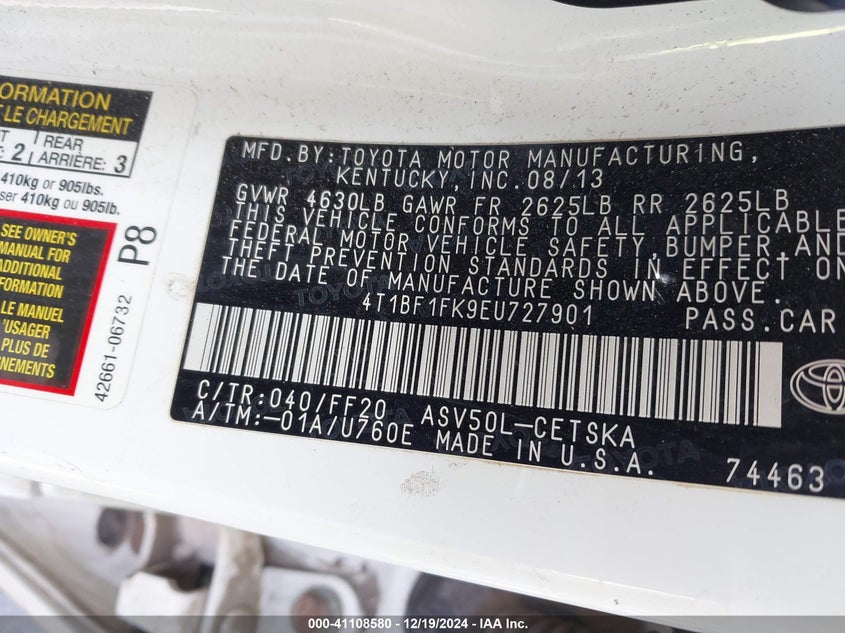 FORMATION
LE CHARGEMENT
2 REAR
ARRIÈRE: 3
410kg or 905lbs.
ser 410kg ou 905lb.
SEE OWNER'S
MANUAL FOR
ADDITIONAL
INFORMATION
LE MANUEL
L'USAGER
PLUS DE
P8
42661-06732
MFD.BY:TOYOTA MOTOR MANUFACTURING,
KENTUCKY,INC.08/13
GVWR 4630LB GAWR FR 2625LB RR 2625LB
THIS VEHICLE CONFORMS TO ALL APPLICABLE
FEDERAL MOTOR VEHICLE SAFETY,BUMPER,AND
THEFT PREVENTION STANDARDS IN EFFECT ON
THE DATE OF MANUFACTURE SHOWN ABOVE.
4T1BF1FK9EU727901 PASS.CAR
C/TR:040/FF20 ASV50L-CETSKA
A/TM:-01A/U760E MADE IN U.S.A.
74463
TOYOTA
000-41108580 - 12/19/2024 - IAA Inc.